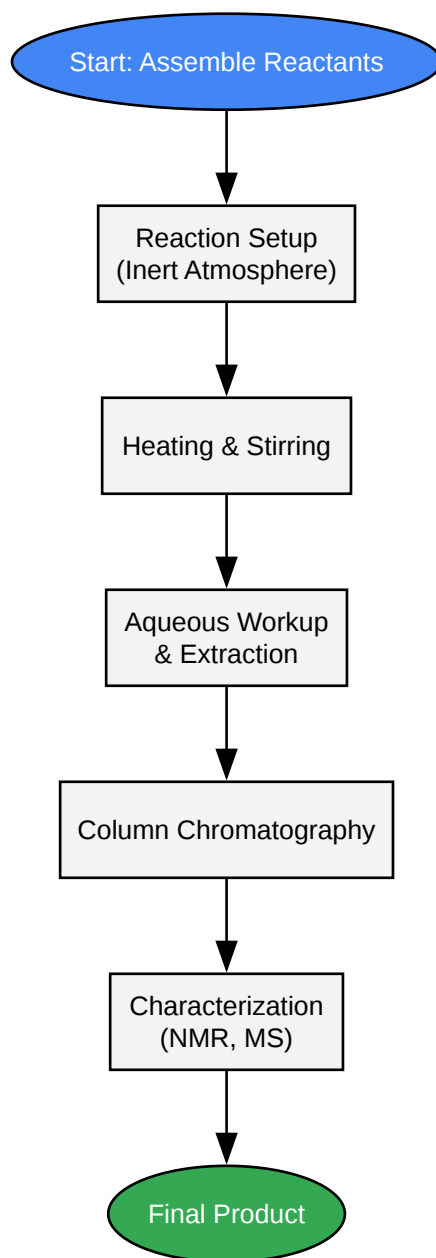 Start: Assemble Reactants
Reaction Setup
(Inert Atmosphere)
Heating & Stirring
Aqueous Workup
& Extraction
Column Chromatography
Characterization
(NMR, MS)
Final Product